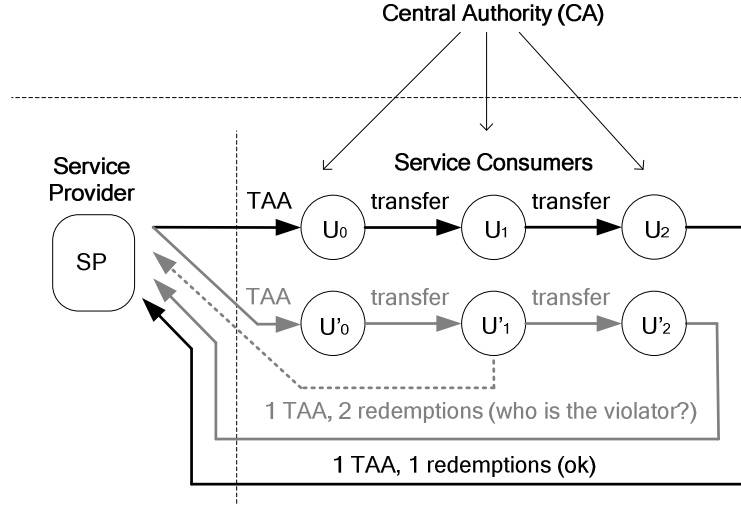 Central Authority (CA)
Service Consumers
Service
Provider
SP
TAA
transfer
transfer
U0
U1
U2
TAA
transfer
transfer
U'0
U'1
U'2
1 TAA, 2 redemptions (who is the violator?)
1 TAA, 1 redemptions (ok)